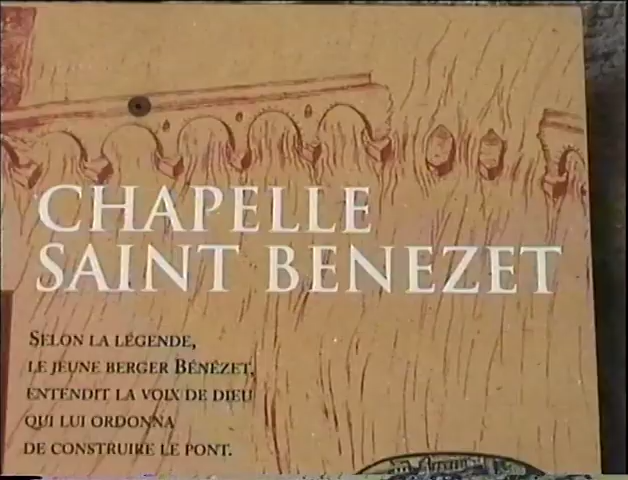 CHAPELLE
SAINT BENEZET
SELON LA LÉGENDE,
LE JEUNE BERGER BÉNÉZET,
ENTENDIT LA VOIX DE DIEU
QUI LUI ORDONNA
DE CONSTRUIRE LE PONT.